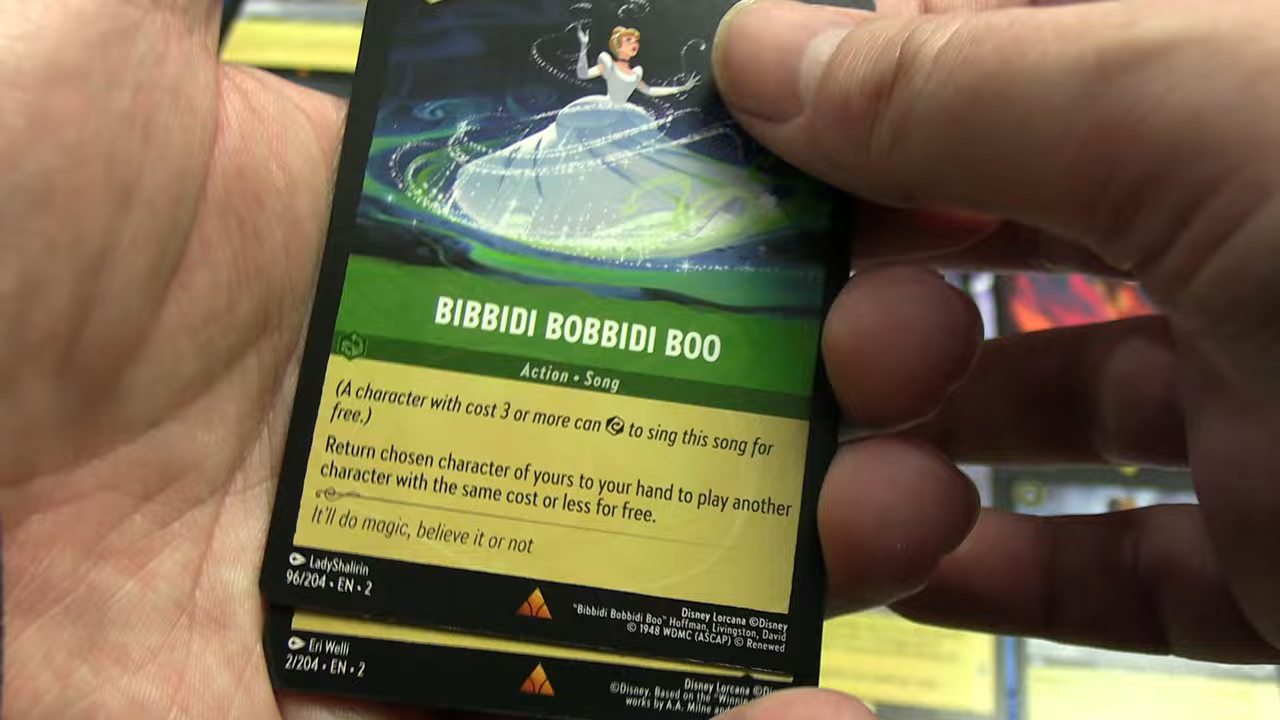 BIBBIDI BOBBIDI BOO
Action • Song
(A character with cost 3 or more can to sing this song for
free.)
Return chosen character of yours to your hand to play another
character with the same cost or less for free.
It'll do magic, believe it or not
LadyShalirin
96/204 • EN • 2
Disney Lorcana ©Disney
"Bibbidi Bobbidi Boo" Hoffman, Livingston, David
© 1948 WDMC (ASCAP) © Renewed
Eri Welli
2/204 • EN • 2
Disney Lorcana ©Di
©Disney. Based on the "Winnie
works by A.A. Milne and